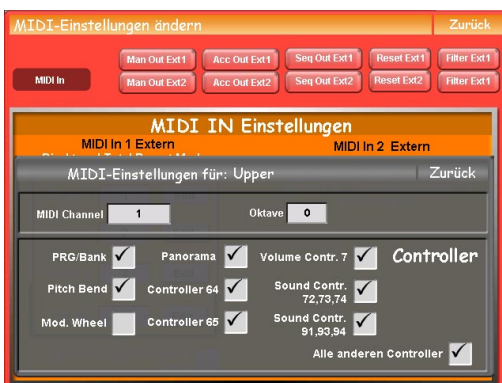 MIDI-Einstellungen ändern
Zurück
Man Out Ext1
Acc Out Ext1
Seq Out Ext1
Reset Ext1
Filter Ext1
MIDI In
Man Out Ext2
Acc Out Ext2
Seq Out Ext2
Reset Ext2
Filter Ext1
MIDI IN Einstellungen
MIDI In 1 Extern
MIDI In 2 Extern
MIDI-Einstellungen für: Upper
Zurück
MIDI Channel
1
Oktave
0
PRG/Bank
Panorama
Volume Contr. 7
Controller
Pitch Bend
Controller 64
Sound Contr.
72,73,74
Mod. Wheel
Controller 65
Sound Contr.
91,93,94
Alle anderen Controller